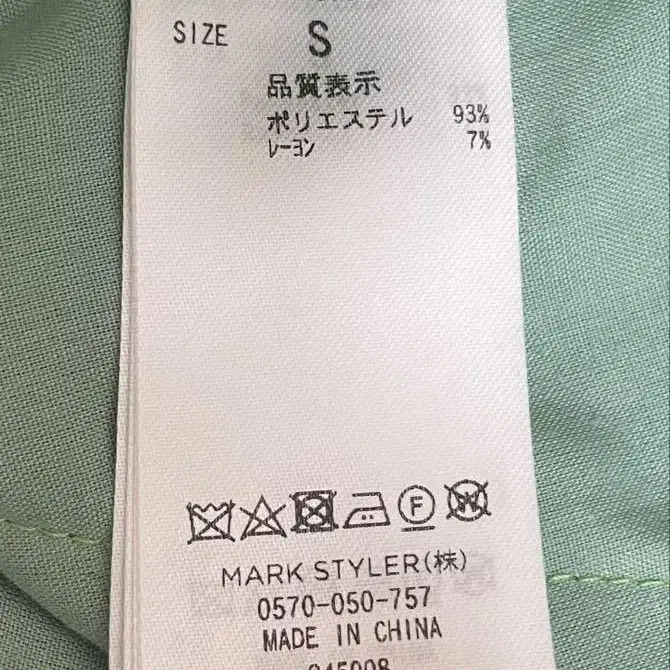 SIZE S
品質表示
ポリエステル 93%
レーヨン 7%
F W
MARK STYLER(株)
0570-050-757
MADE IN CHINA